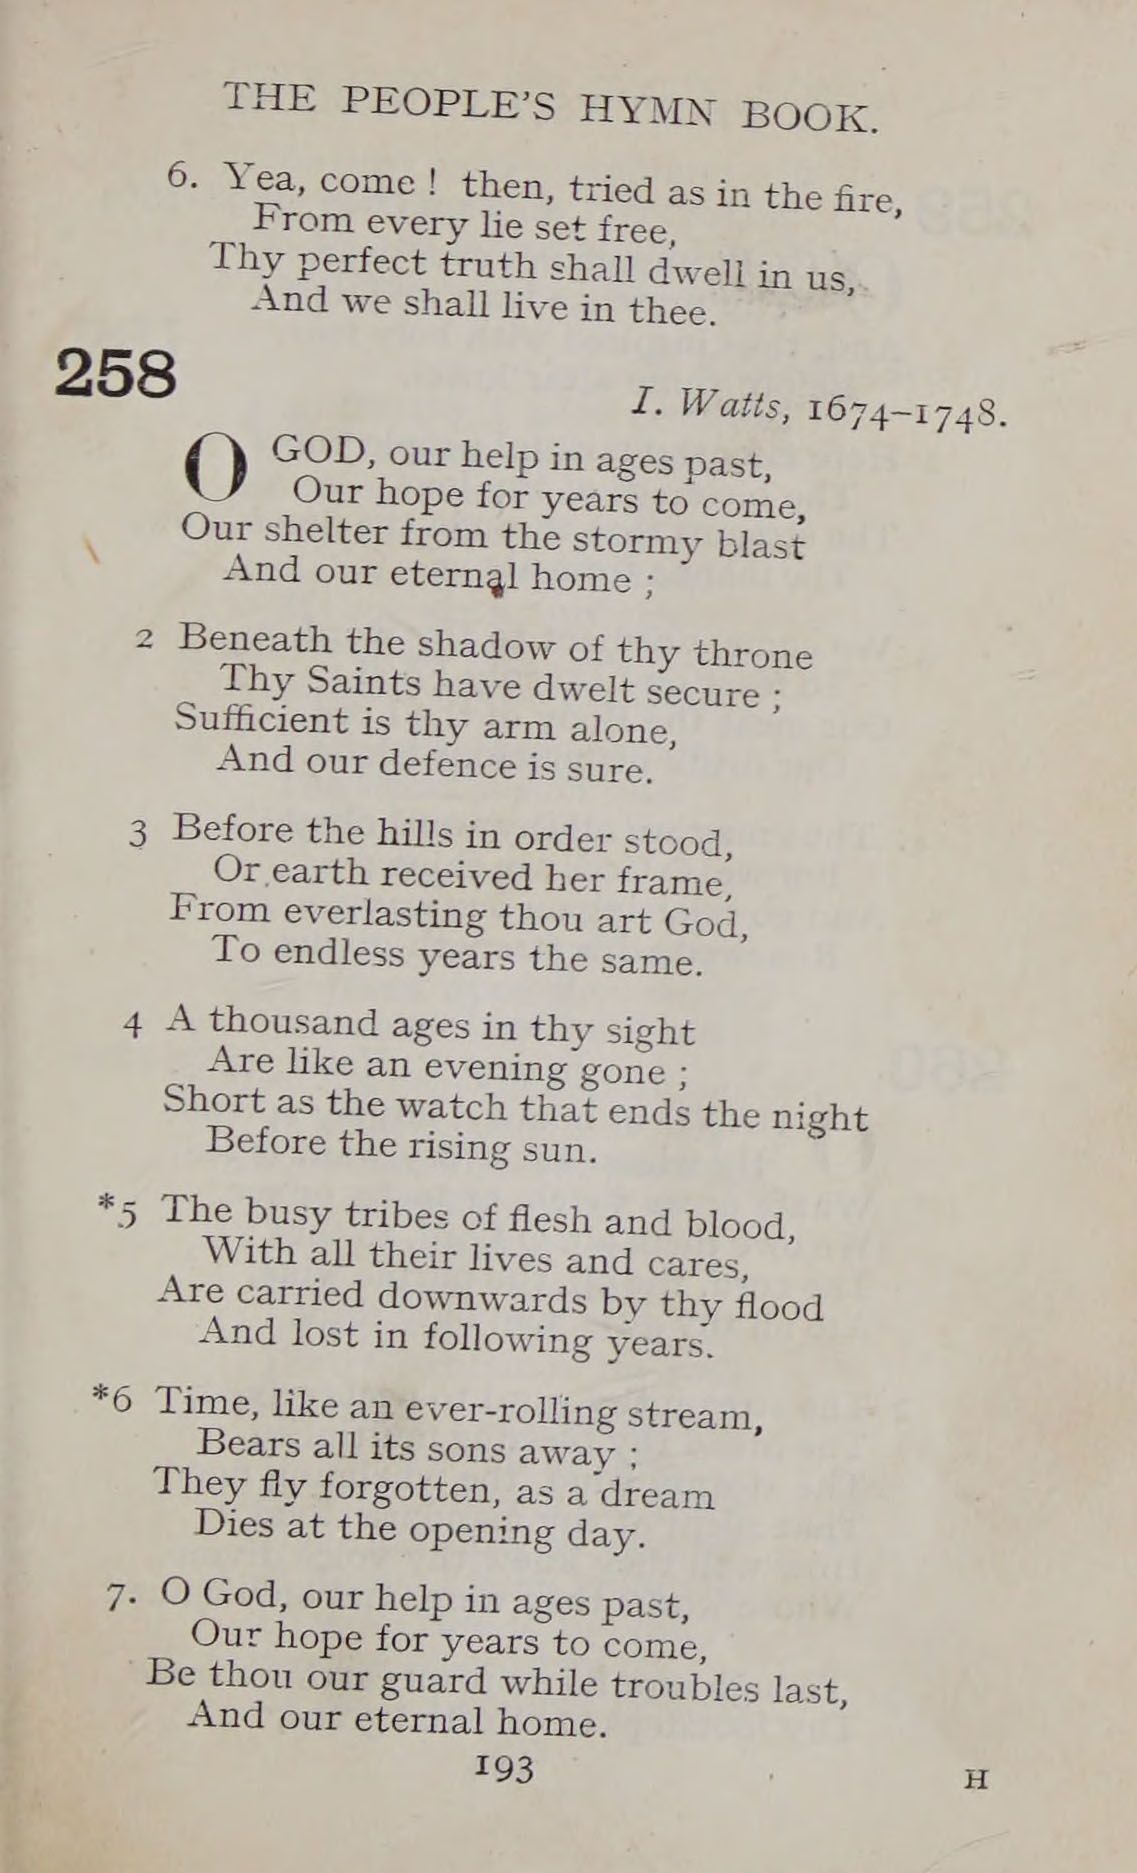 THE PEOPLE'S HYMN BOOK.
6. Yea, come ! then, tried as in the fire,
From every lie set free,
Thy perfect truth shall dwell in us,
And we shall live in thee.
258
I. Watts, 1674–1748.
O GOD, our help in ages past,
Our hope for years to come,
Our shelter from the stormy blast
And our eternal home ;
2 Beneath the shadow of thy throne
Thy Saints have dwelt secure ;
Sufficient is thy arm alone,
And our defence is sure.
3 Before the hills in order stood,
Or earth received her frame,
From everlasting thou art God,
To endless years the same.
4 A thousand ages in thy sight
Are like an evening gone ;
Short as the watch that ends the night
Before the rising sun.
*5 The busy tribes of flesh and blood,
With all their lives and cares,
Are carried downwards by thy flood
And lost in following years.
*6 Time, like an ever-rolling stream,
Bears all its sons away ;
They fly forgotten, as a dream
Dies at the opening day.
7. O God, our help in ages past,
Our hope for years to come,
Be thou our guard while troubles last,
And our eternal home.
193
H